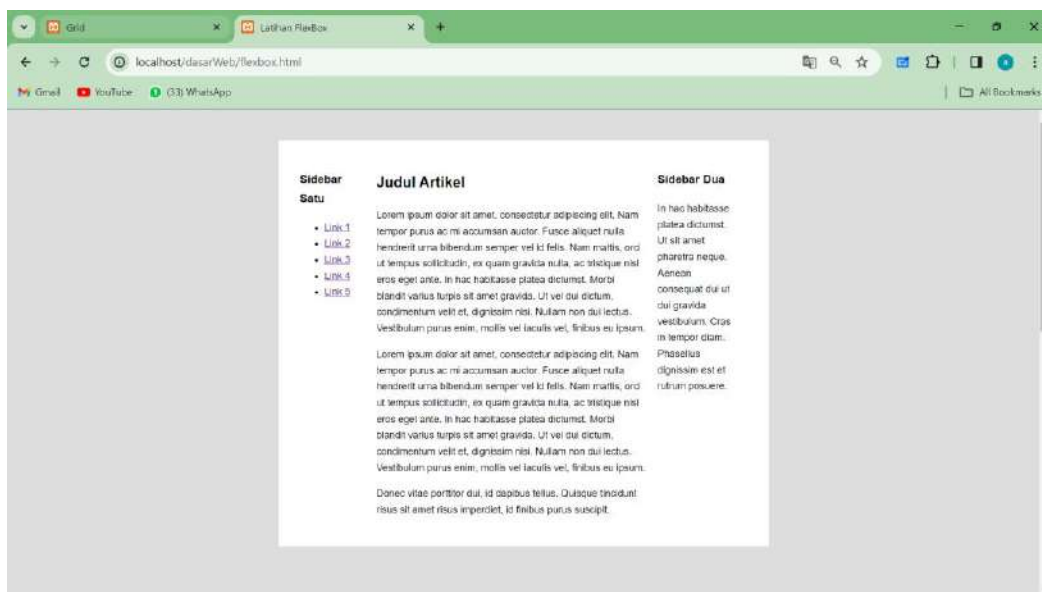 Grid
Latihan FlexBox
localhost/dasarWeb/flexbox.html
Gmail
YouTube
(33) WhatsApp
All Bookmarks
Sidebar
Satu
Link 1
Link 2
Link 3
Link 4
Link 5
Judul Artikel
Lorem ipsum dolor sit amet, consectetur adipiscing elit. Nam
tempor purus ac mi accumsan auctor. Fusce aliquet nulla
hendrerit urna bibendum semper vel id felis. Nam mattis, orci
ut tempus sollicitudin, ex quam gravida nulla, ac tristique nisl
eros eget ante. In hac habitasse platea dictumst. Morbi
blandit varius turpis sit amet gravida. Ut vel dui dictum,
condimentum velit et, dignissim nisi. Nullam non dui lectus.
Vestibulum purus enim, mollis vel iaculis vel, finibus eu ipsum.
Lorem ipsum dolor sit amet, consectetur adipiscing elit. Nam
tempor purus ac mi accumsan auctor. Fusce aliquet nulla
hendrerit urna bibendum semper vel id felis. Nam mattis, orci
ut tempus sollicitudin, ex quam gravida nulla, ac tristique nisl
eros eget ante. In hac habitasse platea dictumst. Morbi
blandit varius turpis sit amet gravida. Ut vel dui dictum,
condimentum velit et, dignissim nisi. Nullam non dui lectus.
Vestibulum purus enim, mollis vel iaculis vel, finibus eu ipsum.
Donec vitae porttitor dui, id dapibus tellus. Quisque tincidunt
risus sit amet risus imperdiet, id finibus purus suscipit.
Sidebar Dua
In hac habitasse
platea dictumst.
Ut sit amet
pharetra neque.
Aenean
consequat dui ut
dui gravida
vestibulum. Cras
in tempor diam.
Phasellus
dignissim est et
rutrum posuere.